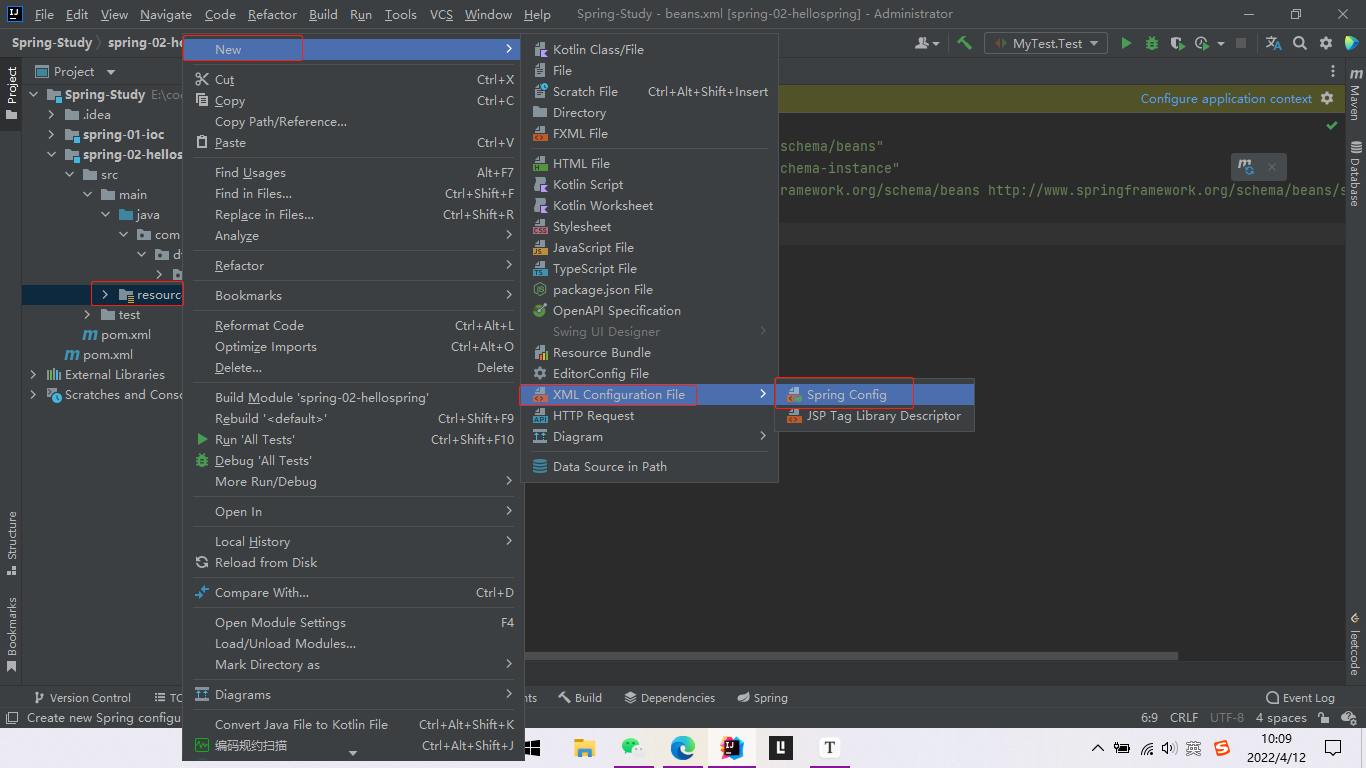 File Edit View Navigate Code Refactor Build Run Tools VCS Window Help Spring-Study - beans.xml [spring-02-hellospring] - Administrator
Spring-Study spring-02-he
MyTest.Test
Project
Spring-Study E:\co
.idea
spring-01-ioc
spring-02-hellos
src
main
java
com
resourc
test
pom.xml
pom.xml
External Libraries
Scratches and Conso
Project
Structure
Bookmarks
New
Cut Ctrl+X
Copy Ctrl+C
Copy Path/Reference...
Paste Ctrl+V
Find Usages Alt+F7
Find in Files... Ctrl+Shift+F
Replace in Files... Ctrl+Shift+R
Analyze
Refactor
Bookmarks
Reformat Code Ctrl+Alt+L
Optimize Imports Ctrl+Alt+O
Delete... Delete
Build Module 'spring-02-hellospring'
Rebuild '<default>' Ctrl+Shift+F9
Run 'All Tests' Ctrl+Shift+F10
Debug 'All Tests'
More Run/Debug
Open In
Local History
Reload from Disk
Compare With... Ctrl+D
Open Module Settings F4
Load/Unload Modules...
Mark Directory as
Diagrams
Convert Java File to Kotlin File Ctrl+Alt+Shift+K
编码规约扫描 Ctrl+Alt+Shift+J
Kotlin Class/File
File
Scratch File Ctrl+Alt+Shift+Insert
Directory
FXML File
HTML File
Kotlin Script
Kotlin Worksheet
Stylesheet
JavaScript File
TypeScript File
package.json File
OpenAPI Specification
Swing UI Designer
Resource Bundle
EditorConfig File
XML Configuration File
HTTP Request
Diagram
Data Source in Path
Spring Config
JSP Tag Library Descriptor
Configure application context
schema/beans"
chema-instance"
ramework.org/schema/beans http://www.springframework.org/schema/beans/s
Maven
Database
leetcode
Version Control TO
nts Build Dependencies Spring Event Log
Create new Spring configu
6:9 CRLF UTF-8 4 spaces
英
10:09
2022/4/12